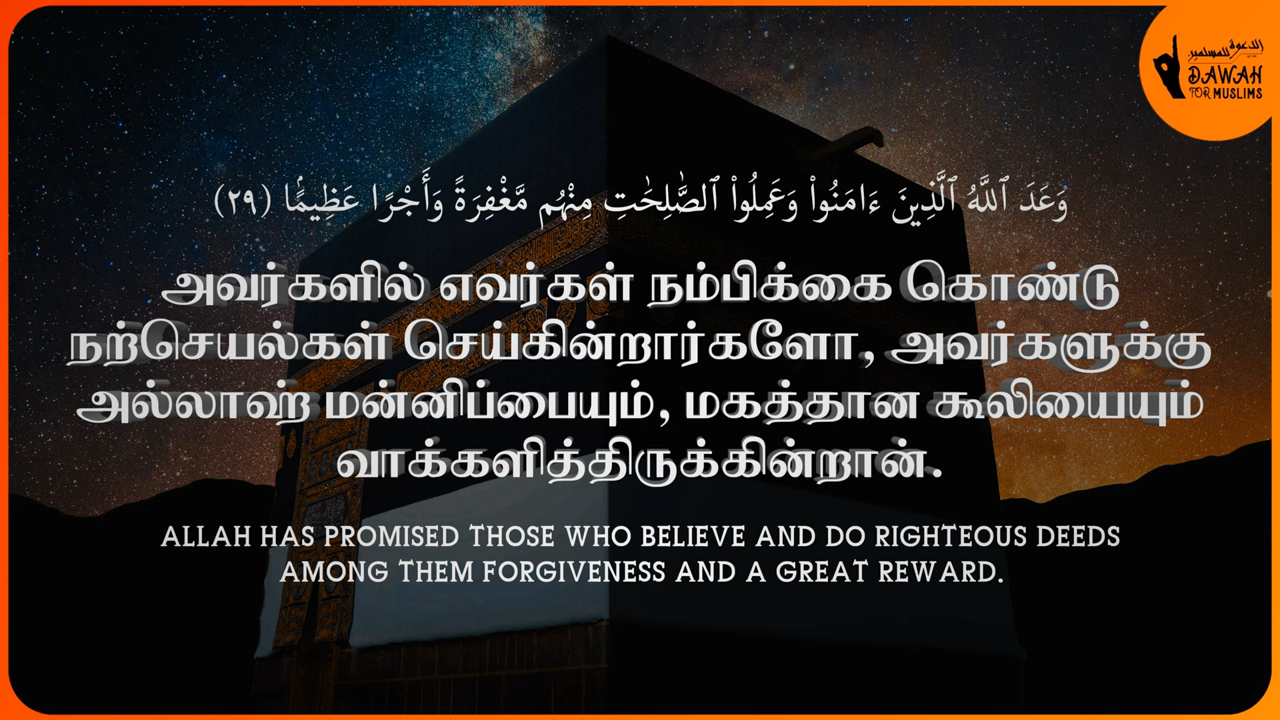 الدعوة للمسلمين
DAWAH
FOR MUSLIMS
وَعَدَ ٱللَّهُ ٱلَّذِينَ ءَامَنُوا۟ وَعَمِلُوا۟ ٱلصَّٰلِحَٰتِ مِنْهُم مَّغْفِرَةً وَأَجْرًا عَظِيمًۢا (٢٩)
அவர்களில் எவர்கள் நம்பிக்கை கொண்டு
நற்செயல்கள் செய்கின்றார்களோ, அவர்களுக்கு
அல்லாஹ் மன்னிப்பையும், மகத்தான கூலியையும்
வாக்களித்திருக்கின்றான்.
ALLAH HAS PROMISED THOSE WHO BELIEVE AND DO RIGHTEOUS DEEDS
AMONG THEM FORGIVENESS AND A GREAT REWARD.